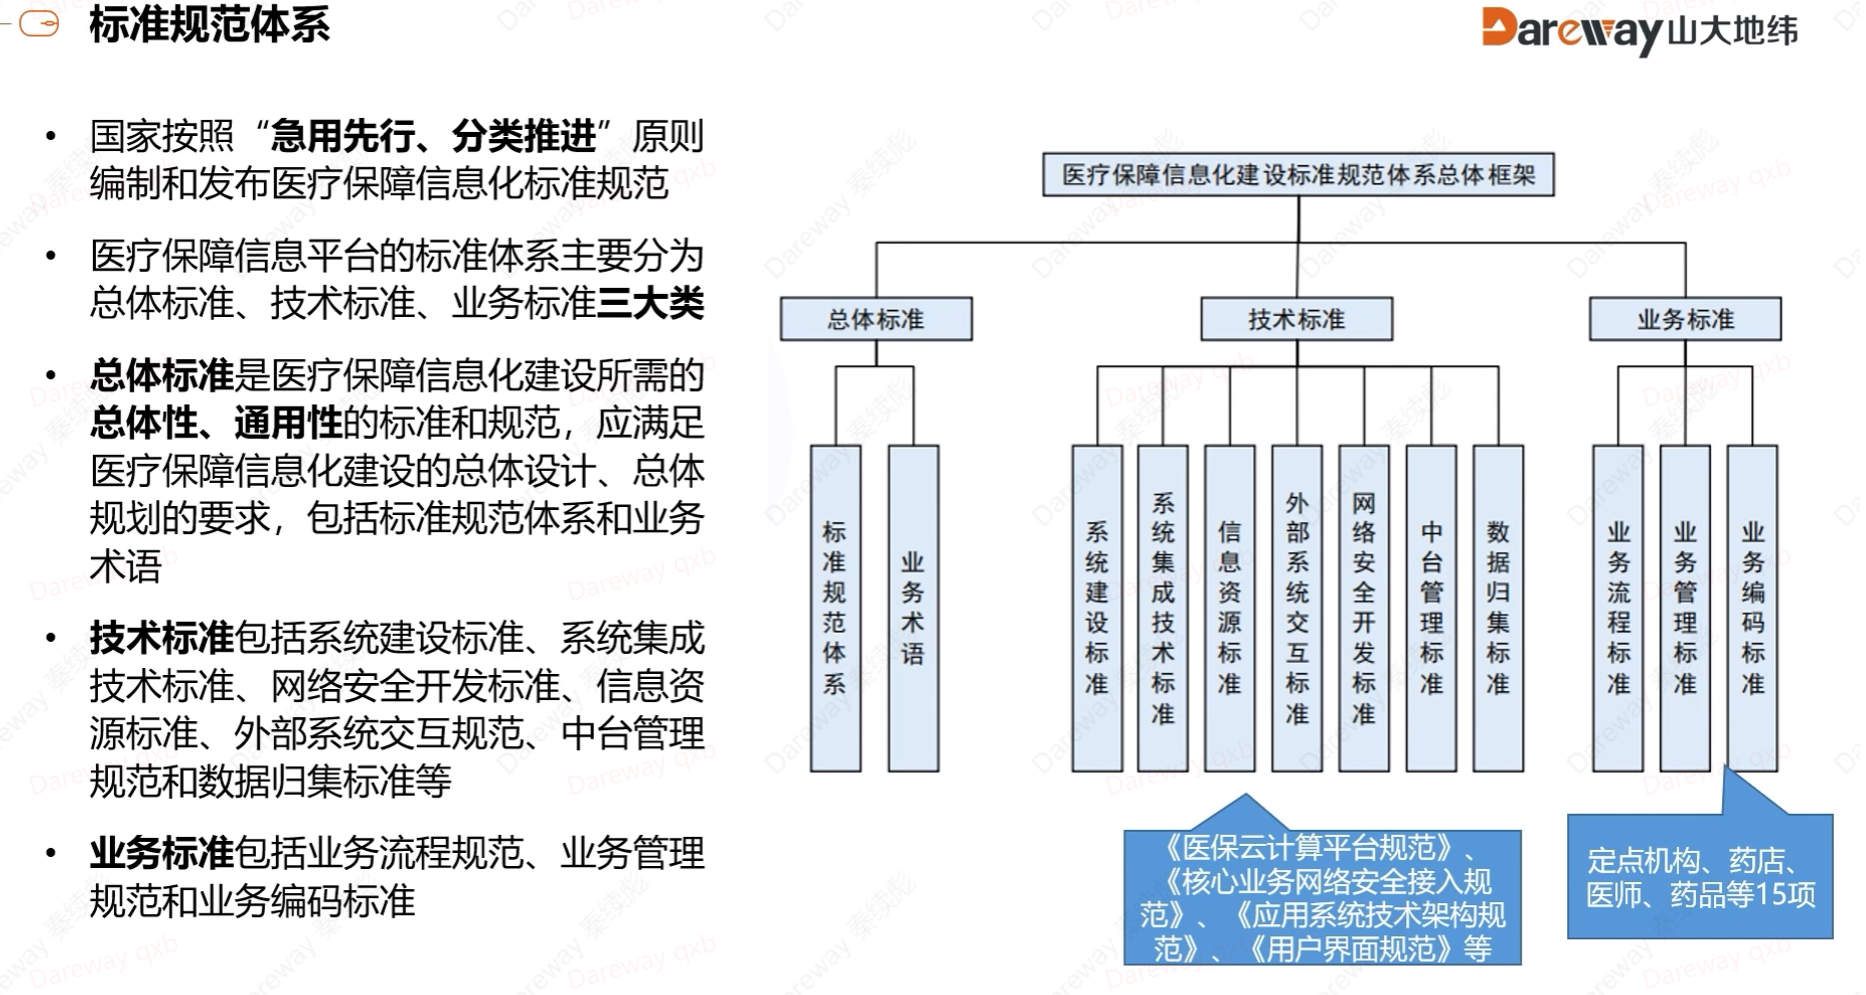 标准规范体系
Dareway山大地纬
• 国家按照“急用先行、分类推进”原则
编制和发布医疗保障信息化标准规范
• 医疗保障信息平台的标准体系主要分为
总体标准、技术标准、业务标准三大类
• 总体标准是医疗保障信息化建设所需的
总体性、通用性的标准和规范，应满足
医疗保障信息化建设的总体设计、总体
规划的要求，包括标准规范体系和业务
术语
• 技术标准包括系统建设标准、系统集成
技术标准、网络安全开发标准、信息资
源标准、外部系统交互规范、中台管理
规范和数据归集标准等
• 业务标准包括业务流程规范、业务管理
规范和业务编码标准
医疗保障信息化建设标准规范体系总体框架
总体标准
技术标准
业务标准
标准规范体系
业务术语
系统建设标准
系统集成技术标准
信息资源标准
外部系统交互标准
网络安全开发标准
中台管理标准
数据归集标准
业务流程标准
业务管理标准
业务编码标准
《医保云计算平台规范》、
《核心业务网络安全接入规
范》、《应用系统技术架构规
范》、《用户界面规范》等
定点机构、药店、
医师、药品等15项
Dareway qxb
Dareway 秦续彪